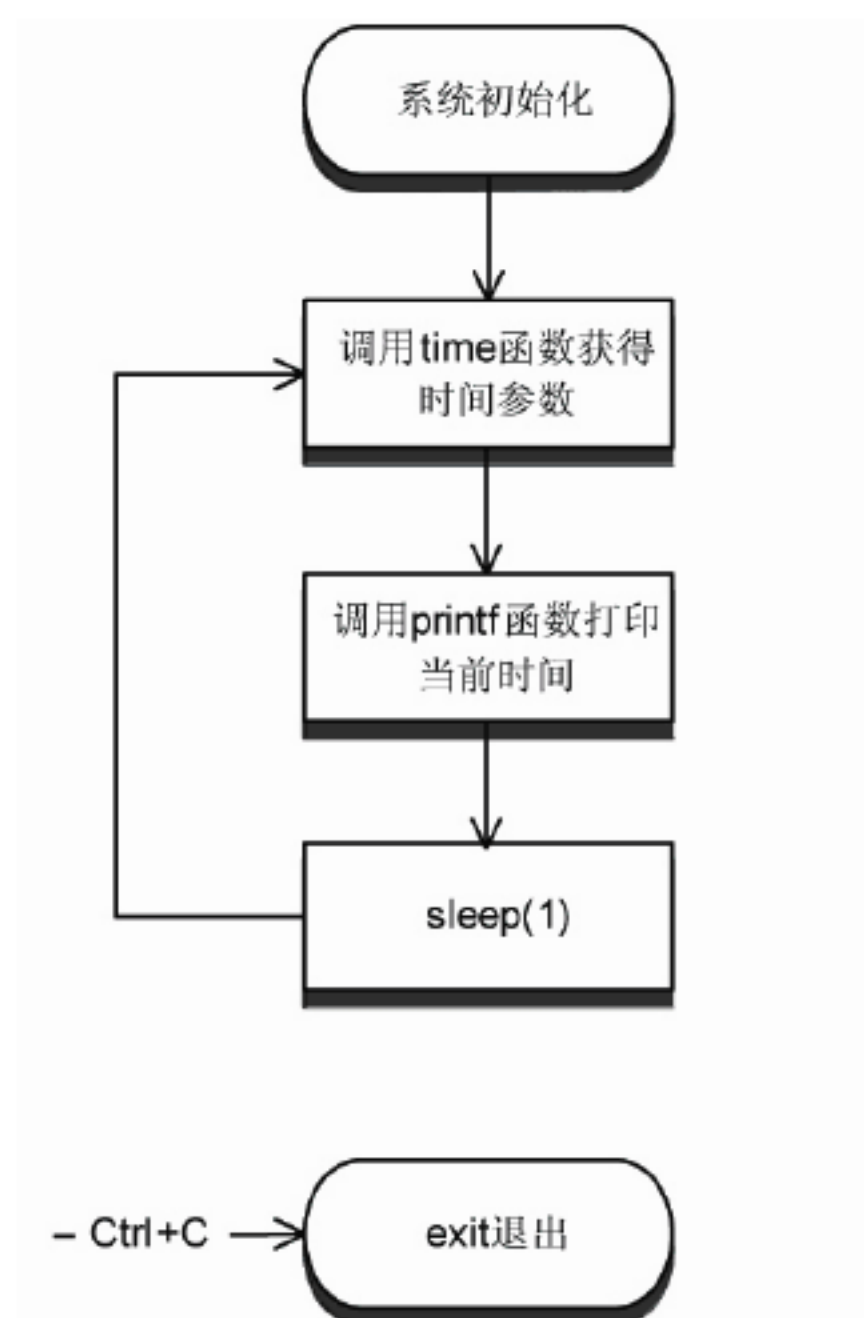 系统初始化
调用time函数获得
时间参数
调用printf函数打印
当前时间
sleep(1)
– Ctrl+C
exit退出